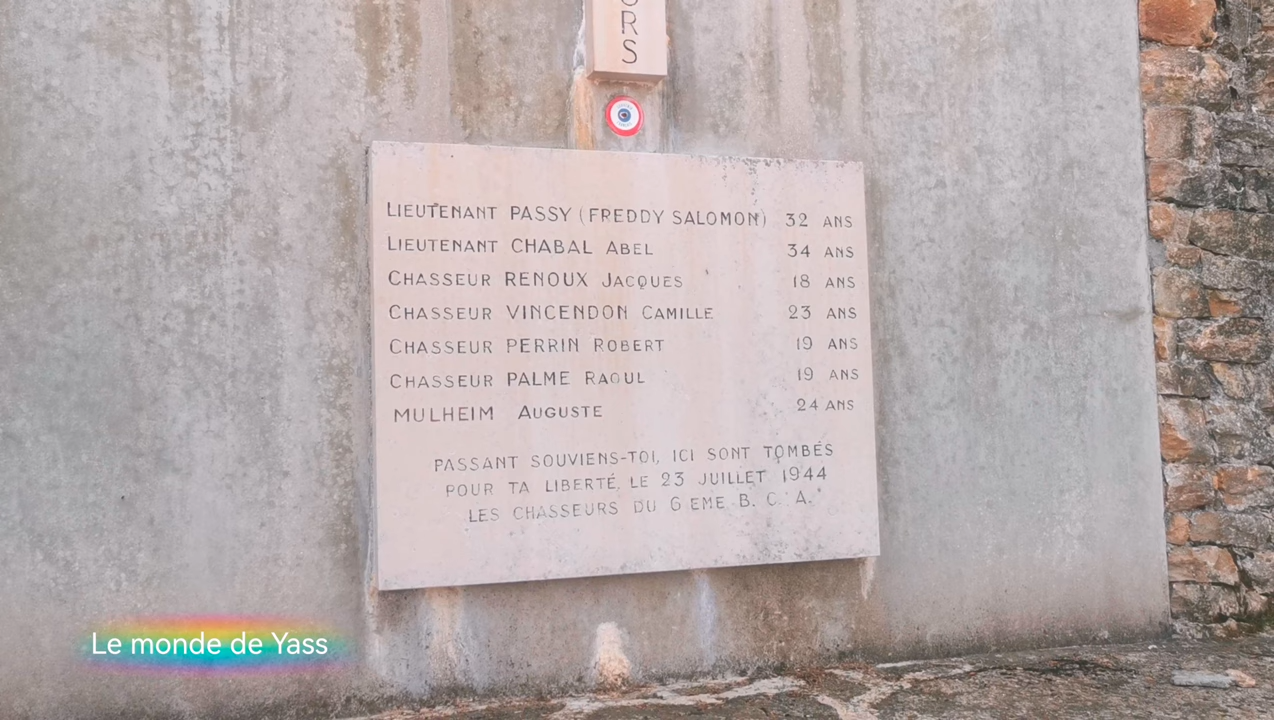 RS
LIEUTENANT PASSY (FREDDY SALOMON) 32 ANS
LIEUTENANT CHABAL ABEL 34 ANS
CHASSEUR RENOUX JACQUES 18 ANS
CHASSEUR VINCENDON CAMILLE 23 ANS
CHASSEUR PERRIN ROBERT 19 ANS
CHASSEUR PALME RAOUL 19 ANS
MULHEIM AUGUSTE 24 ANS
PASSANT SOUVIENS-TOI, ICI SONT TOMBÉS
POUR TA LIBERTÉ, LE 23 JUILLET 1944
LES CHASSEURS DU 6 EME B. C. A.
Le monde de Yass